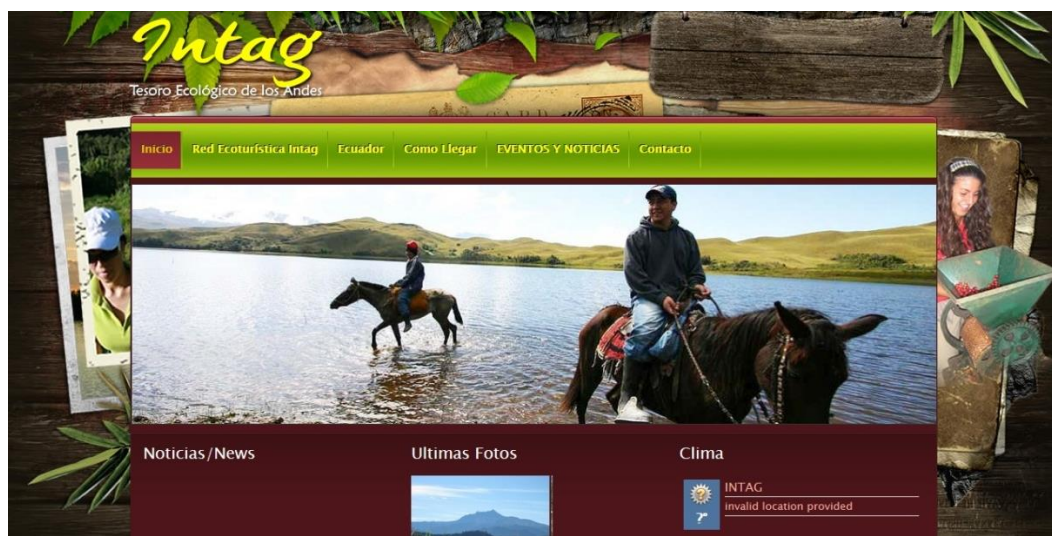 Intag
Tesoro Ecológico de los Andes
Inicio Red Ecoturística Intag Ecuador Como Llegar EVENTOS Y NOTICIAS Contacto
Noticias/News Ultimas Fotos Clima
INTAG
invalid location provided